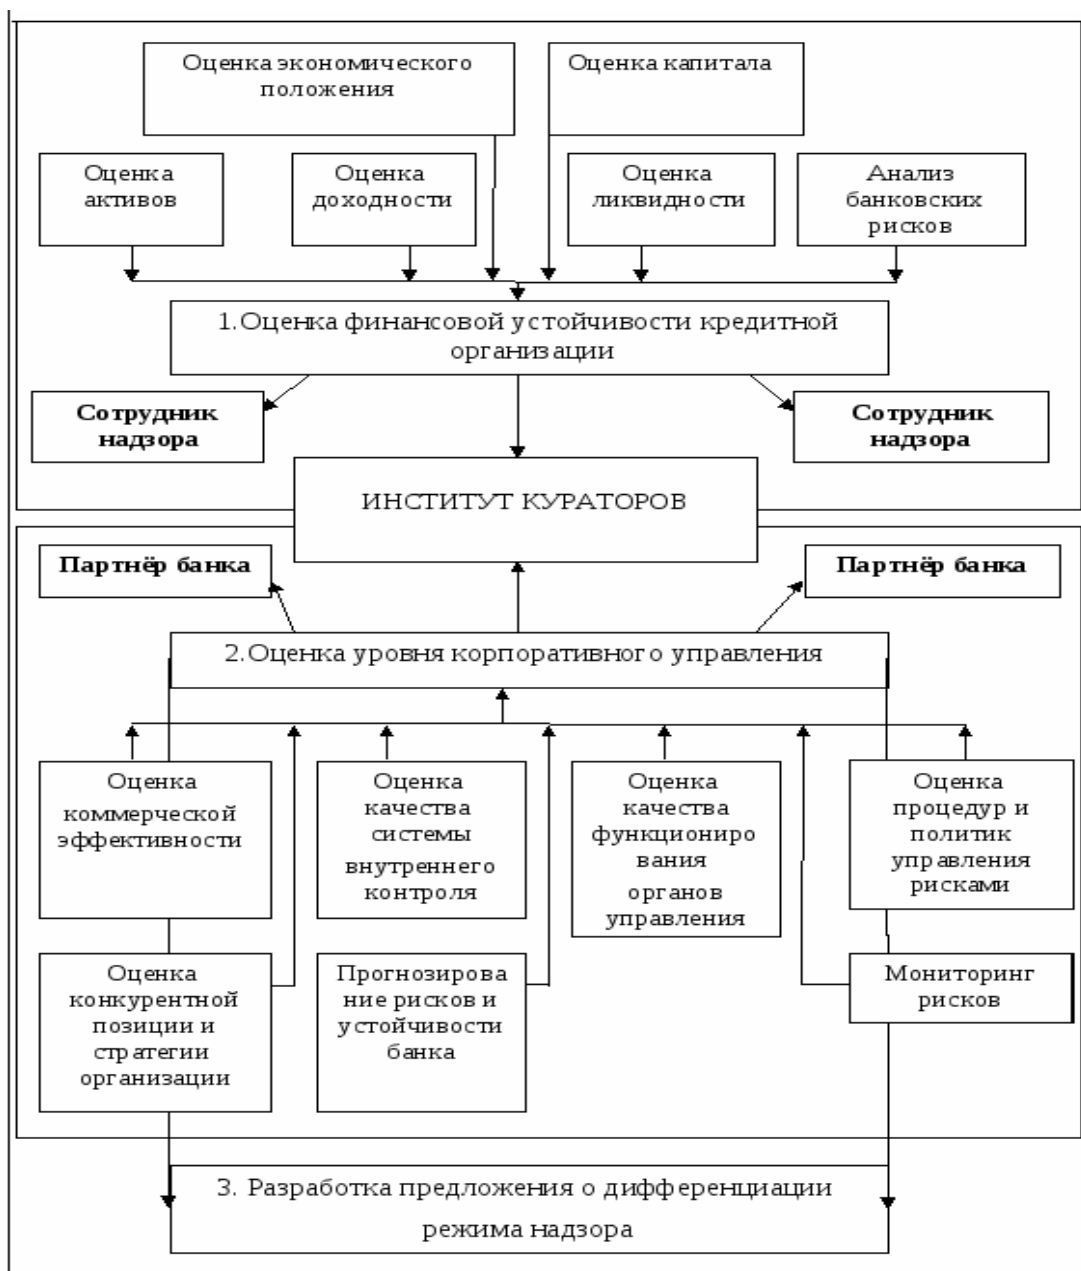 Оценка экономического
положения
Оценка капитала
Оценка
активов
Оценка
доходности
Оценка
ликвидности
Анализ
банковских
рисков
1.Оценка финансовой устойчивости кредитной
организации
Сотрудник
надзора
Сотрудник
надзора
ИНСТИТУТ КУРАТОРОВ
Партнёр банка
Партнёр банка
2.Оценка уровня корпоративного управления
Оценка
коммерческой
эффективности
Оценка
качества
системы
внутреннего
контроля
Оценка
качества
функциониро
вания
органов
управления
Оценка
процедур и
политик
управления
рисками
Оценка
конкурентной
позиции и
стратегии
организации
Прогнозирова
ние рисков и
устойчивости
банка
Мониторинг
рисков
3. Разработка предложения о дифференциации
режима надзора